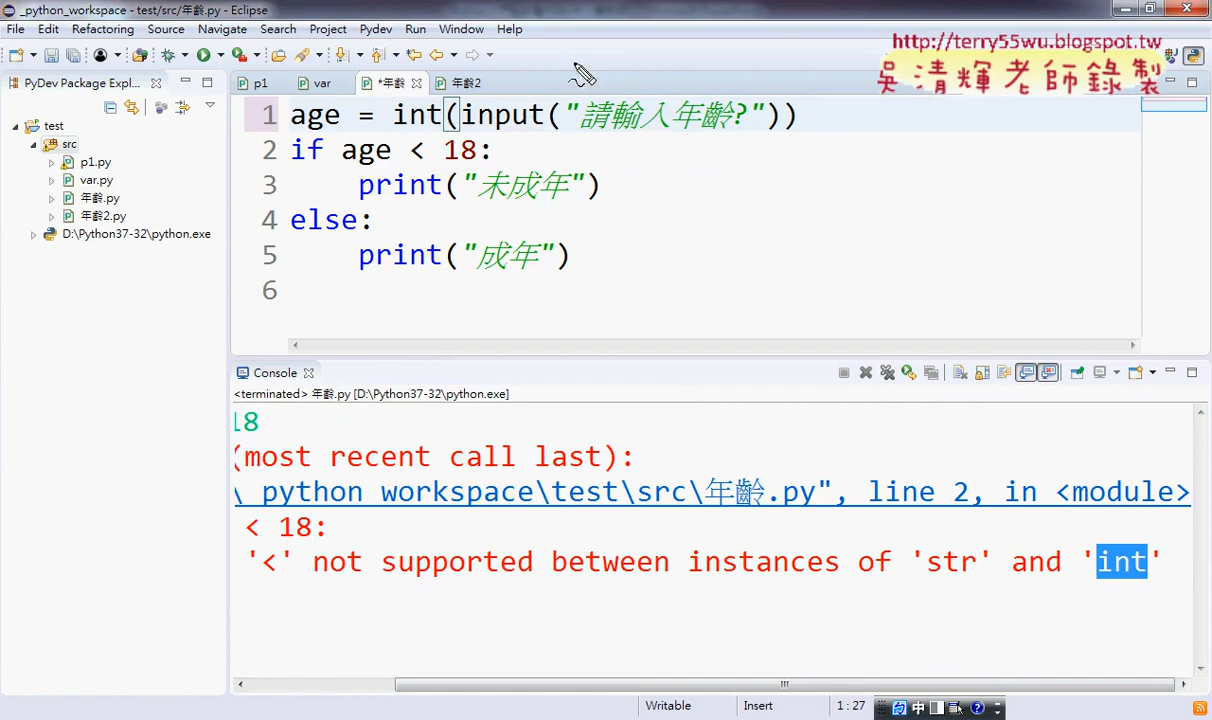 _python_workspace - test/src/年齡.py - Eclipse
File Edit Refactoring Source Navigate Search Project Pydev Run Window Help
http://terry55wu.blogspot.tw
吳清輝老師錄製
PyDev Package Expl...
p1 var *年齡 年齡2
test
src
p1.py
var.py
年齡.py
年齡2.py
D:\Python37-32\python.exe
1 age = int(input("請輸入年齡?"))
2 if age < 18:
3 print("未成年")
4 else:
5 print("成年")
6
Console
<terminated> 年齡.py [D:\Python37-32\python.exe]
18
(most recent call last):
\_python_workspace\test\src\年齡.py", line 2, in <module>
< 18:
'<' not supported between instances of 'str' and 'int'
Writable Insert 1 : 27 中